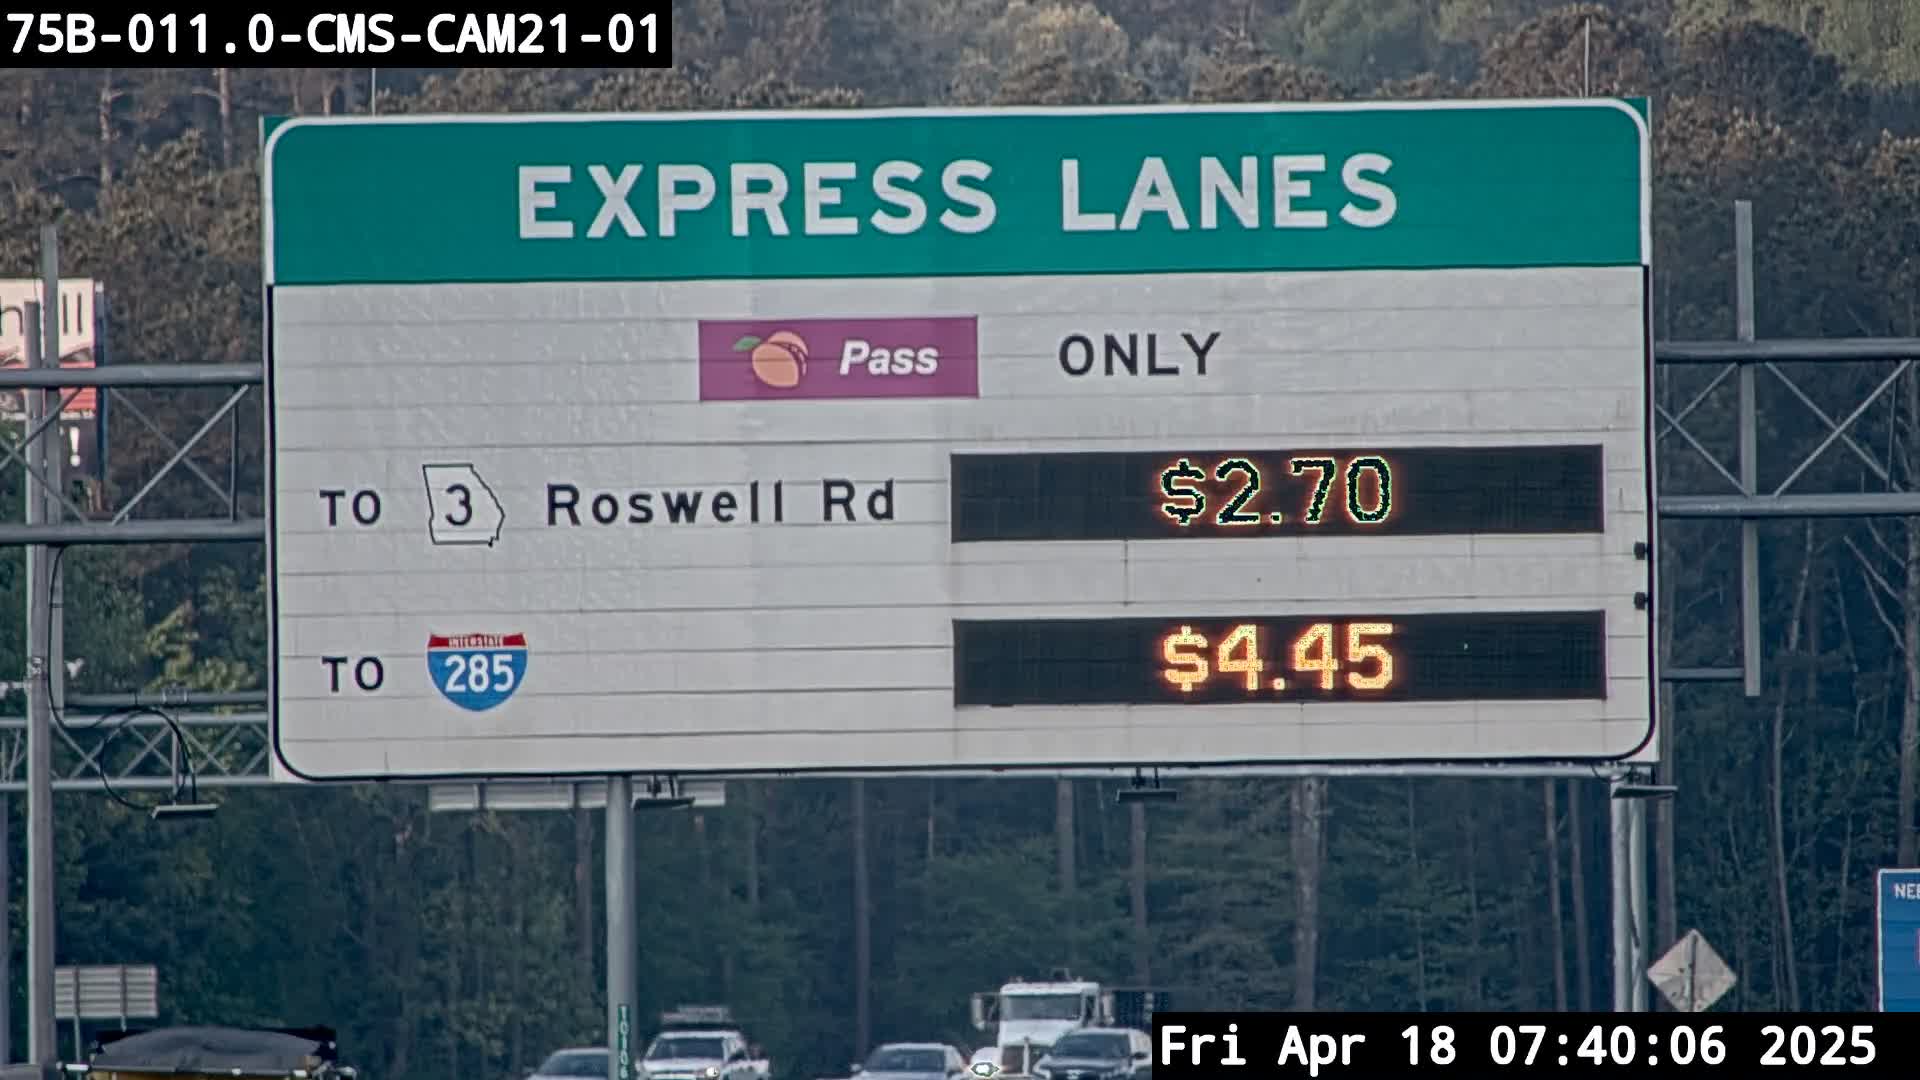 75B-011.0-CMS-CAM21-01
EXPRESS LANES
Pass ONLY
TO 3 Roswell Rd $2.70
INTERSTATE
TO 285 $4.45
Fri Apr 18 07:40:06 2025